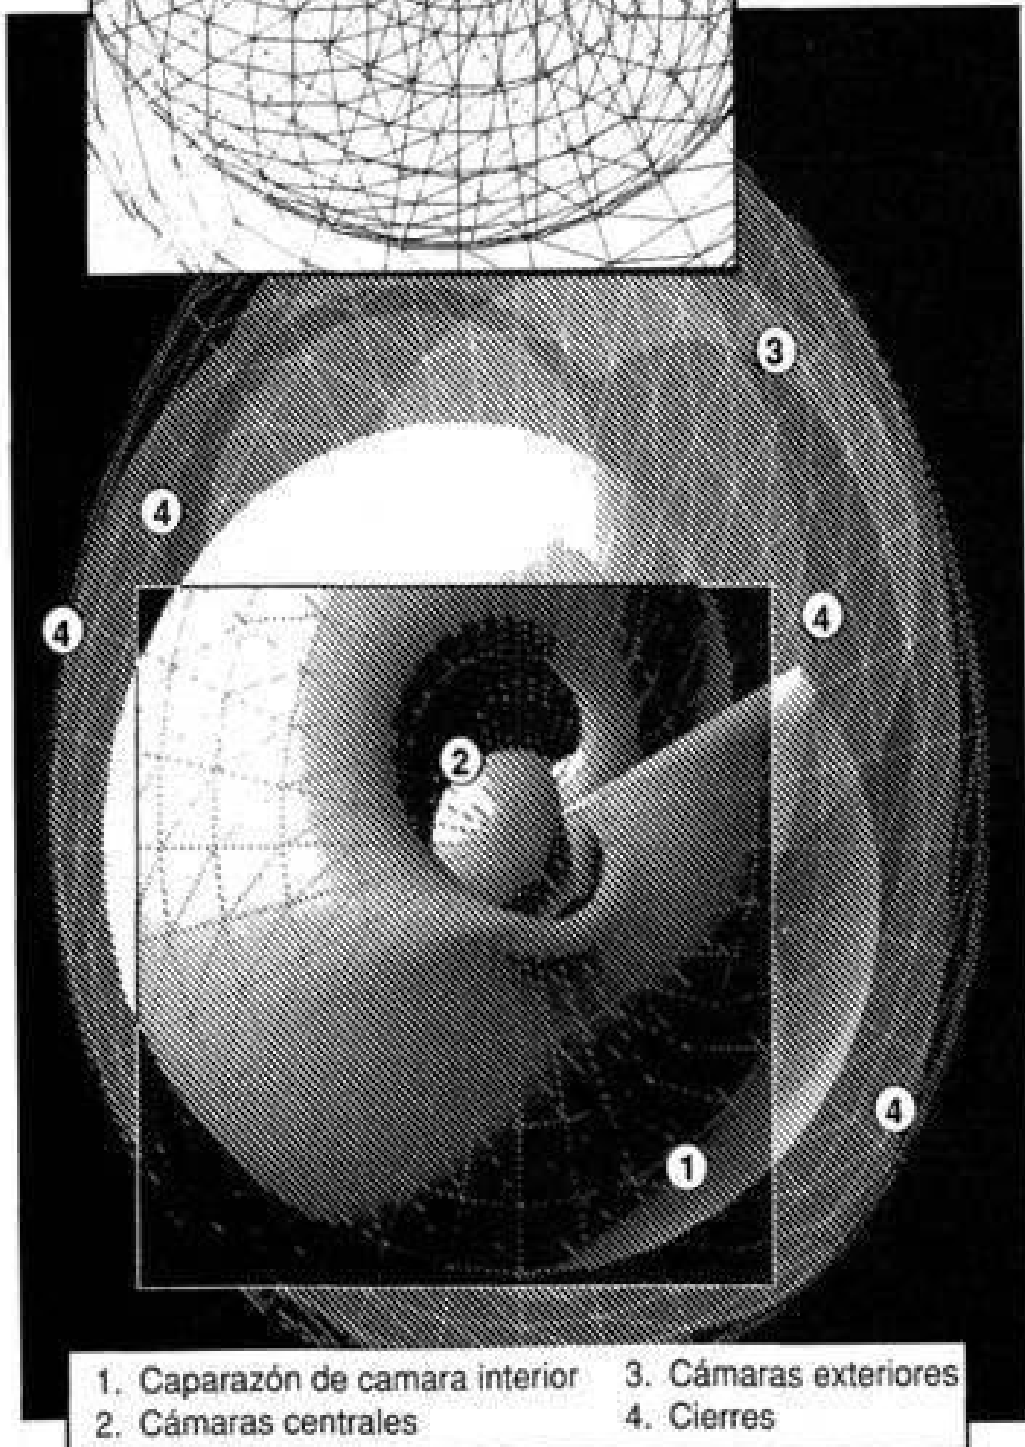 3
4
4
4
2
4
1
1. Caparazón de camara interior
2. Cámaras centrales
3. Cámaras exteriores
4. Cierres